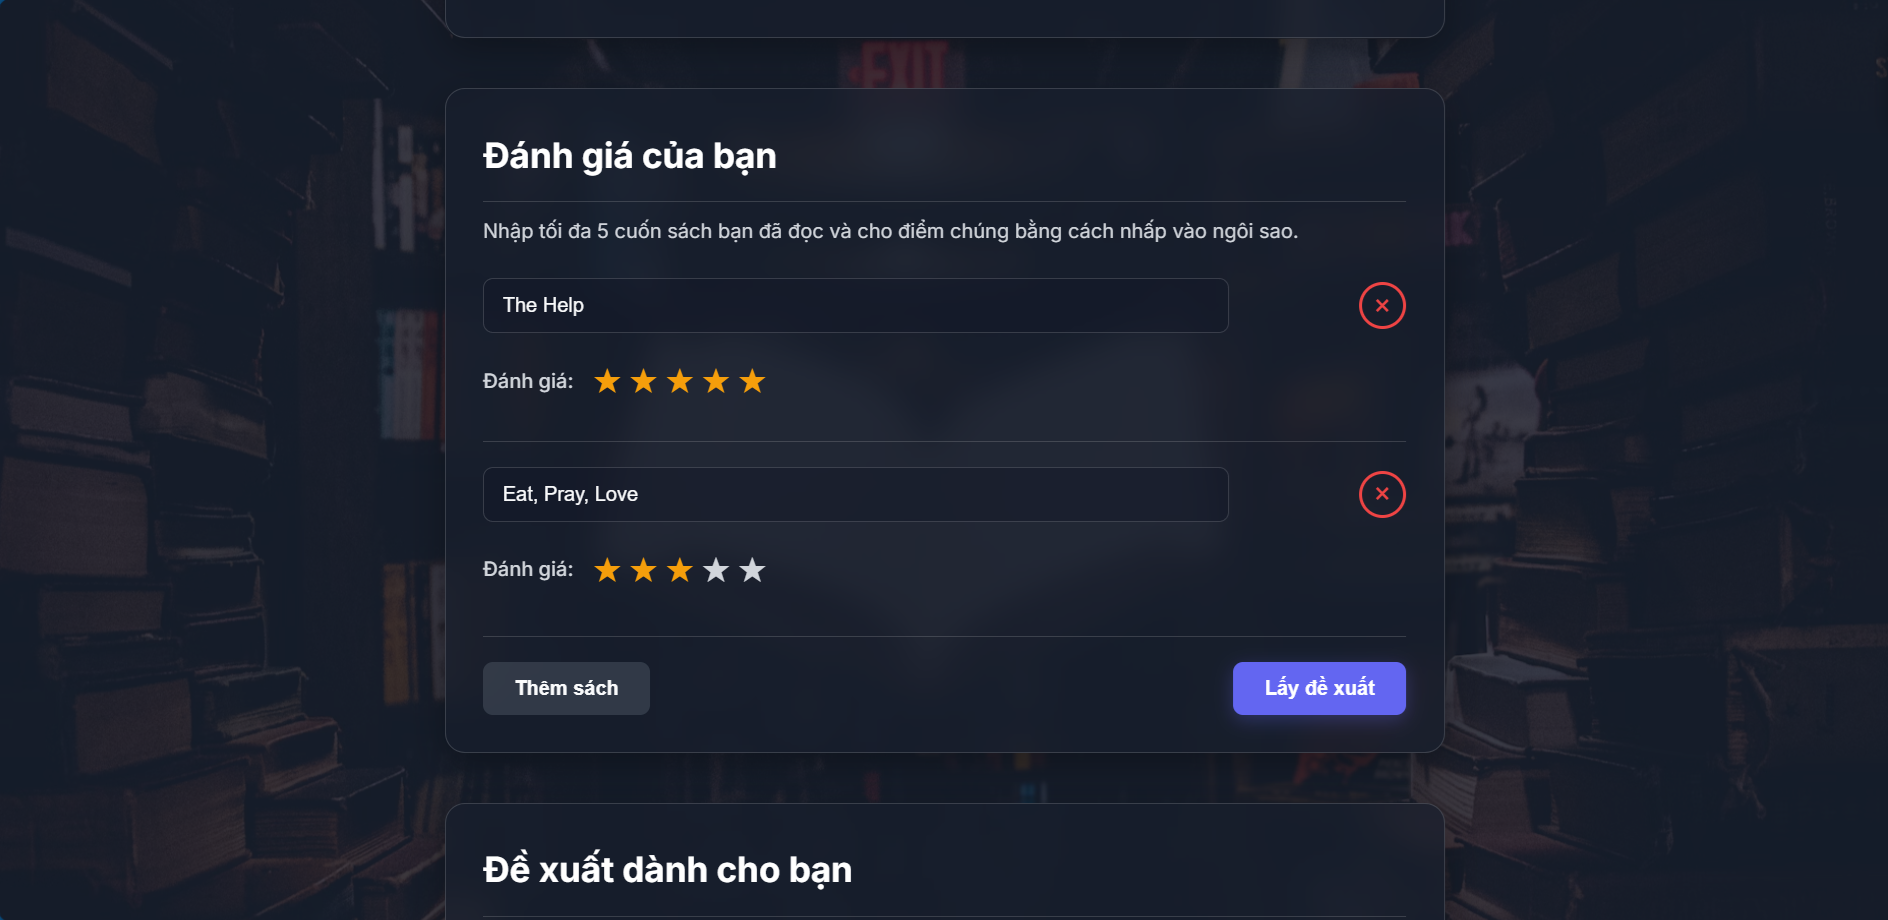 EXIT
Đánh giá của bạn
Nhập tối đa 5 cuốn sách bạn đã đọc và cho điểm chúng bằng cách nhấp vào ngôi sao.
The Help
Đánh giá:
Eat, Pray, Love
Đánh giá:
Thêm sách
Lấy đề xuất
Đề xuất dành cho bạn